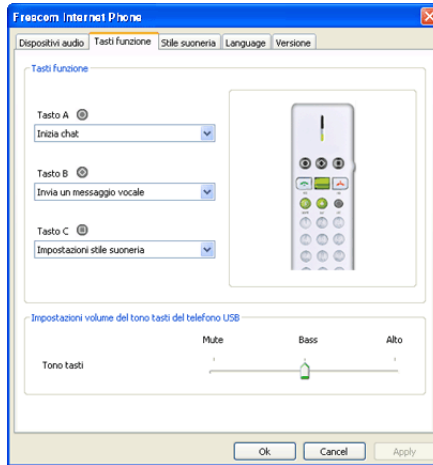 Freecom Internet Phone
Dispositivi audio
Tasti funzione
Stile suoneria
Language
Versione
Tasti funzione
Tasto A
Inizia chat
Tasto B
Invia un messaggio vocale
Tasto C
Impostazioni stile suoneria
Impostazioni volume del tono tasti del telefono USB
Mute Bass Alto
Tono tasti
Ok Cancel Apply